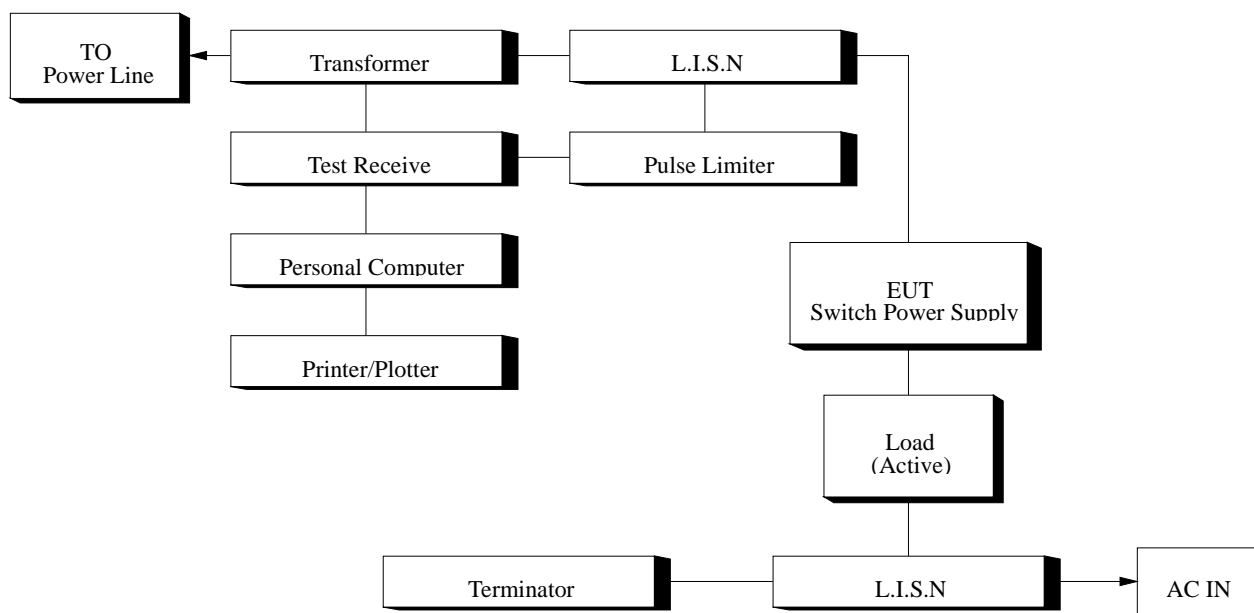 TO
Power Line
Transformer
L.I.S.N
Test Receive
Pulse Limiter
Personal Computer
EUT
Switch Power Supply
Printer/Plotter
Load
(Active)
Terminator
L.I.S.N
AC IN